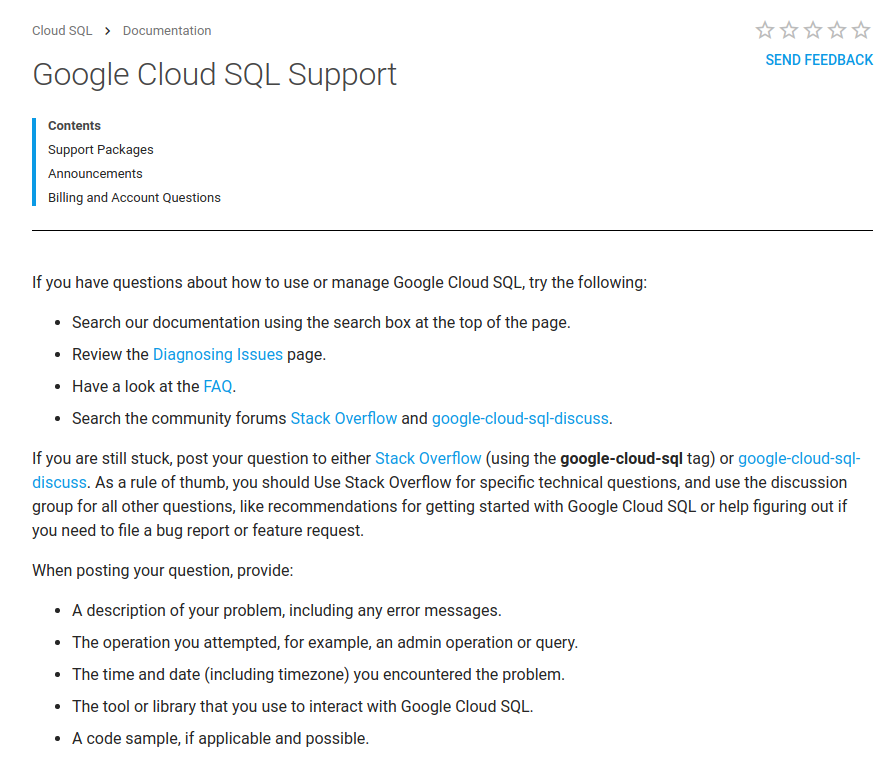 Cloud SQL > Documentation
SEND FEEDBACK
Google Cloud SQL Support
Contents
Support Packages
Announcements
Billing and Account Questions
If you have questions about how to use or manage Google Cloud SQL, try the following:
• Search our documentation using the search box at the top of the page.
• Review the Diagnosing Issues page.
• Have a look at the FAQ.
• Search the community forums Stack Overflow and google-cloud-sql-discuss.
If you are still stuck, post your question to either Stack Overflow (using the google-cloud-sql tag) or google-cloud-sql-
discuss. As a rule of thumb, you should Use Stack Overflow for specific technical questions, and use the discussion
group for all other questions, like recommendations for getting started with Google Cloud SQL or help figuring out if
you need to file a bug report or feature request.
When posting your question, provide:
• A description of your problem, including any error messages.
• The operation you attempted, for example, an admin operation or query.
• The time and date (including timezone) you encountered the problem.
• The tool or library that you use to interact with Google Cloud SQL.
• A code sample, if applicable and possible.